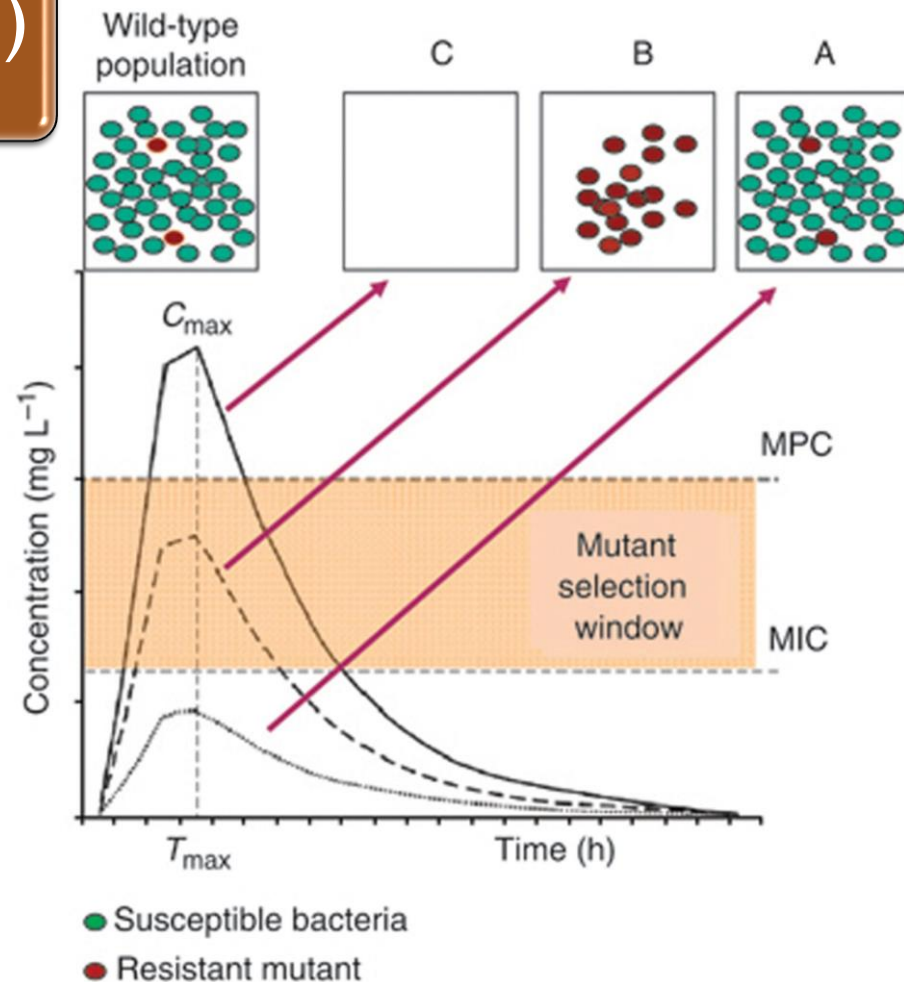 )
Wild-type
population
C
B
A
Cmax
Concentration (mg L−1)
MPC
Mutant
selection
window
MIC
Tmax
Time (h)
Susceptible bacteria
Resistant mutant